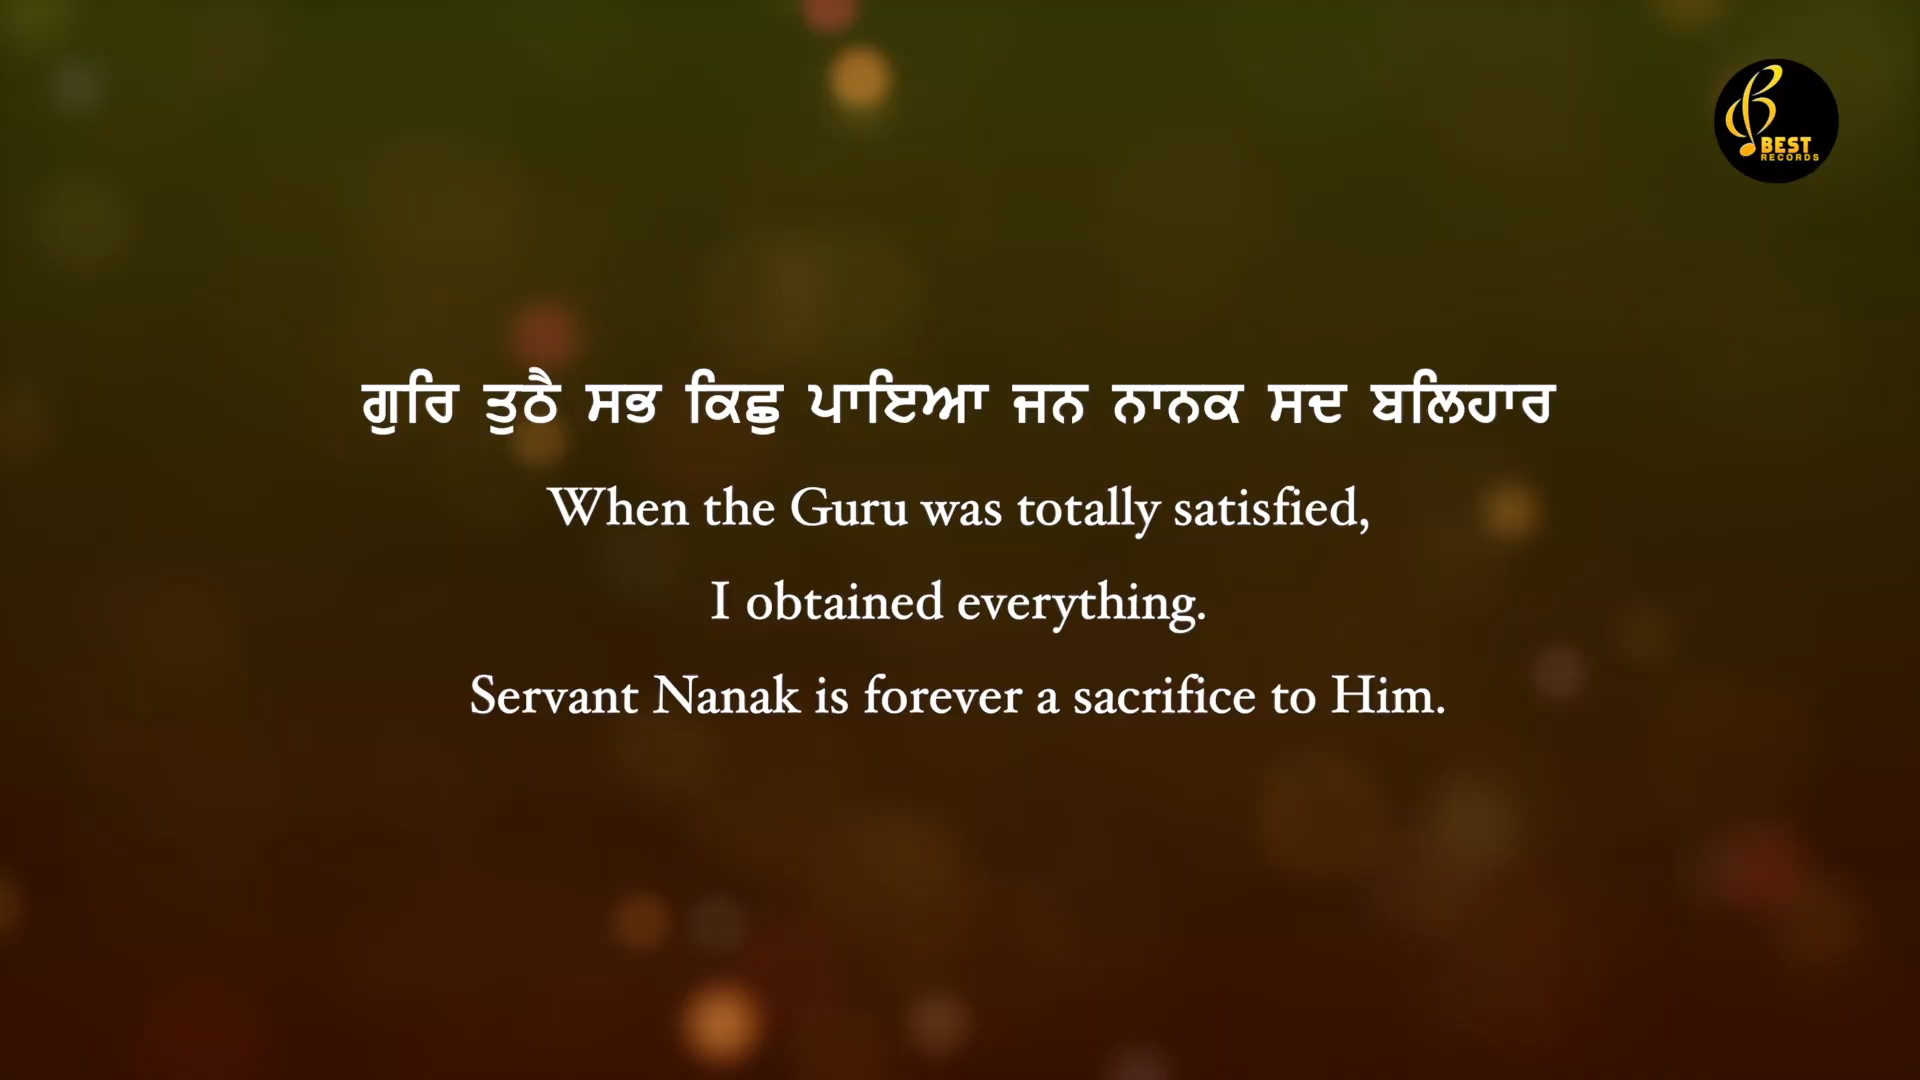 BEST
RECORDS
ਗੁਰਿ ਤੁਠੈ ਸਭ ਕਿਛੁ ਪਾਇਆ ਜਨ ਨਾਨਕ ਸਦ ਬਲਿਹਾਰ
When the Guru was totally satisfied,
I obtained everything.
Servant Nanak is forever a sacrifice to Him.